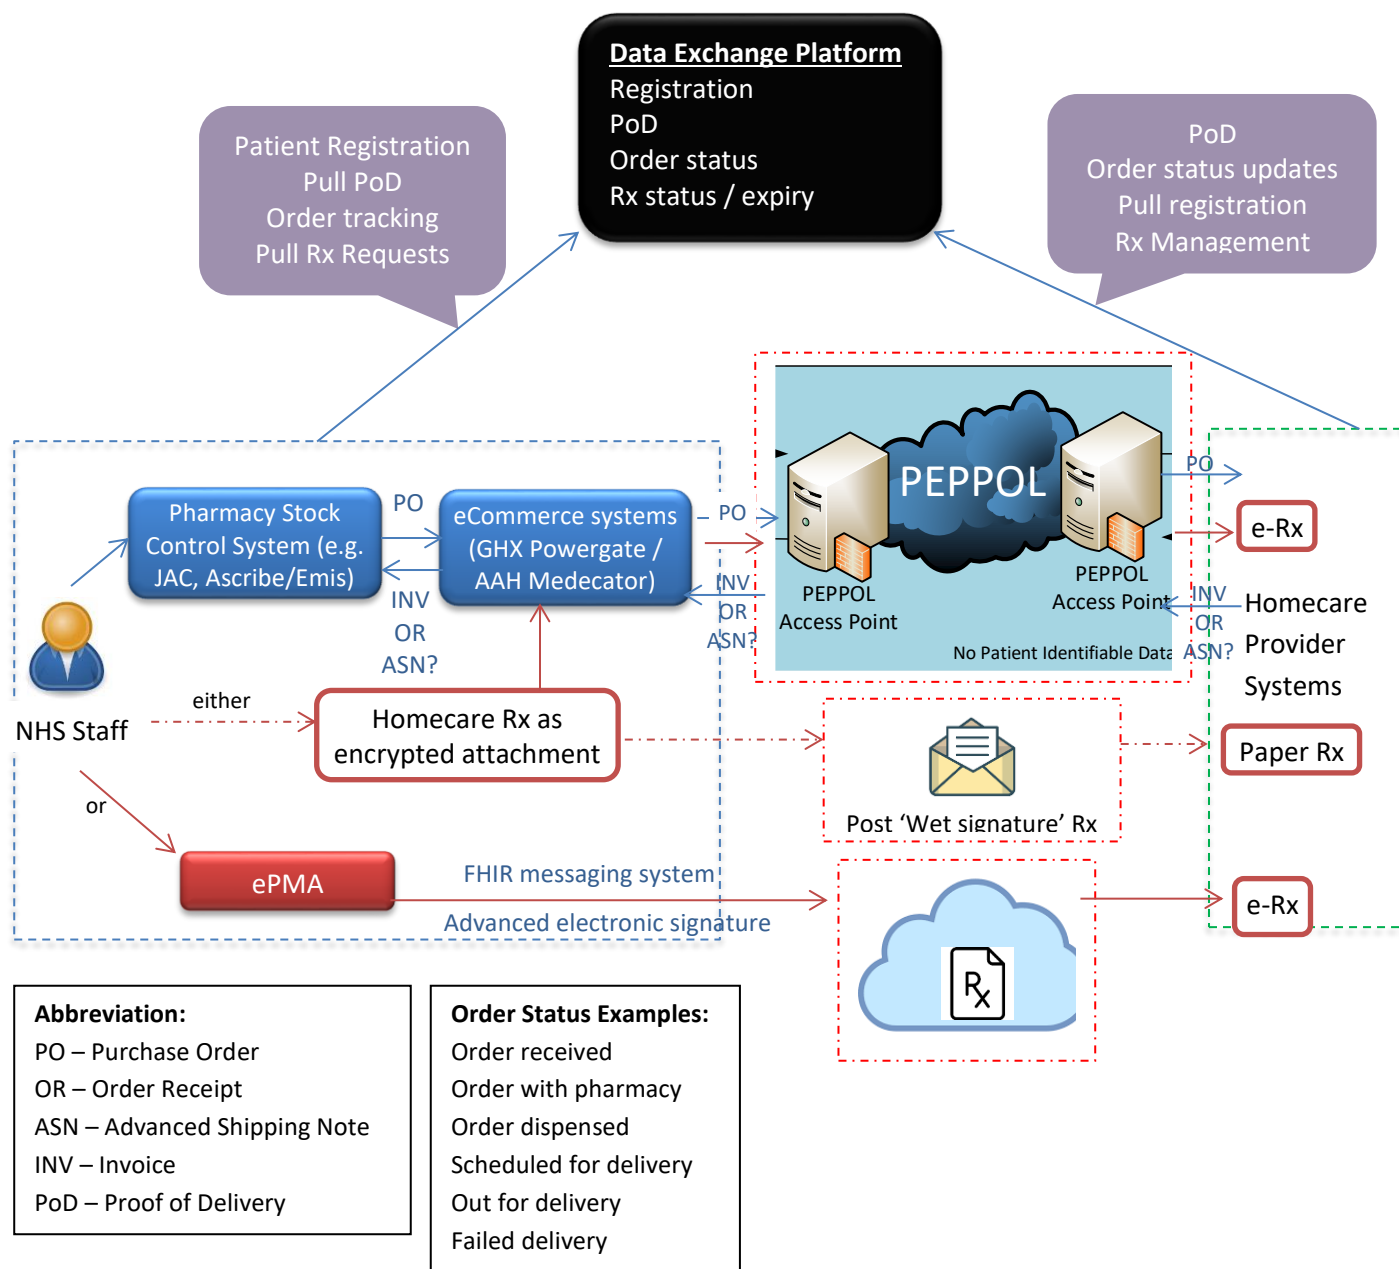 Data Exchange Platform
Registration
PoD
Order status
Rx status / expiry
Patient Registration
Pull PoD
Order tracking
Pull Rx Requests
PoD
Order status updates
Pull registration
Rx Management
Pharmacy Stock
Control System (e.g.
JAC, Ascribe/Emis)
PO
INV
OR
ASN?
eCommerce systems
(GHX Powergate /
AAH Medecator)
PO
INV
OR
ASN?
PEPPOL
PEPPOL
Access Point
PEPPOL
Access Point
No Patient Identifiable Data
PO
e-Rx
INV
OR
ASN?
Homecare
Provider
Systems
NHS Staff
either
Homecare Rx as
encrypted attachment
Post ‘Wet signature’ Rx
Paper Rx
or
ePMA
FHIR messaging system
Advanced electronic signature
Rx
e-Rx
Abbreviation:
PO – Purchase Order
OR – Order Receipt
ASN – Advanced Shipping Note
INV – Invoice
PoD – Proof of Delivery
Order Status Examples:
Order received
Order with pharmacy
Order dispensed
Scheduled for delivery
Out for delivery
Failed delivery